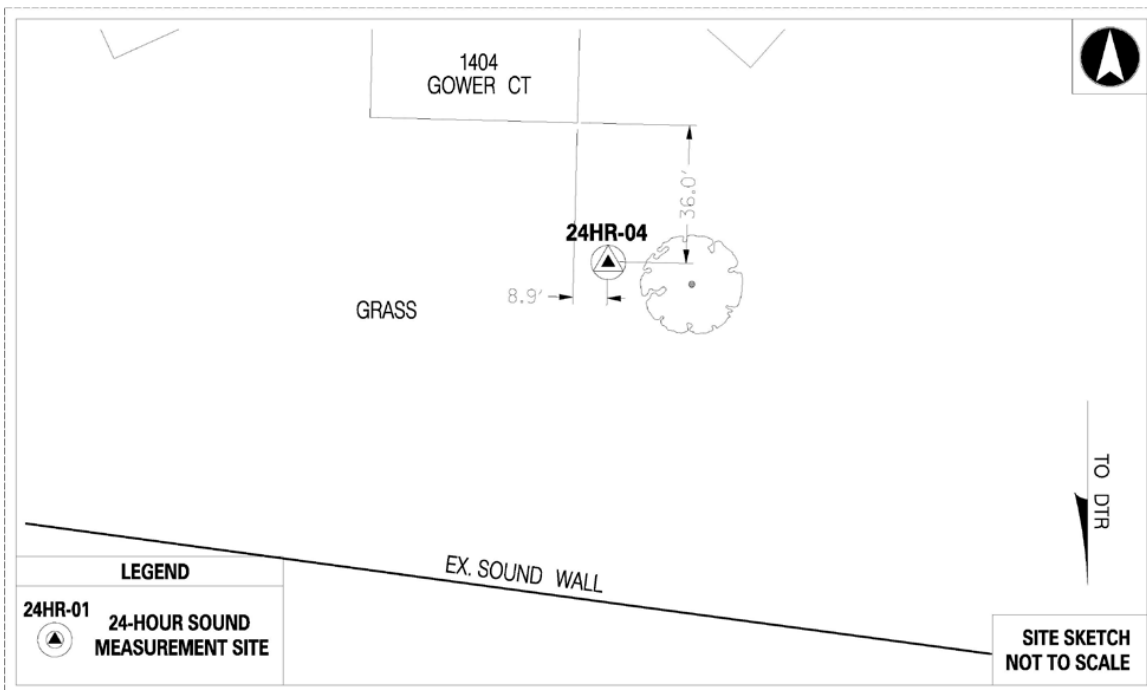 1404
GOWER CT
36.0'
24HR-04
8.9'
GRASS
TO DTR
EX. SOUND WALL
LEGEND
24HR-01
24-HOUR SOUND
MEASUREMENT SITE
SITE SKETCH
NOT TO SCALE